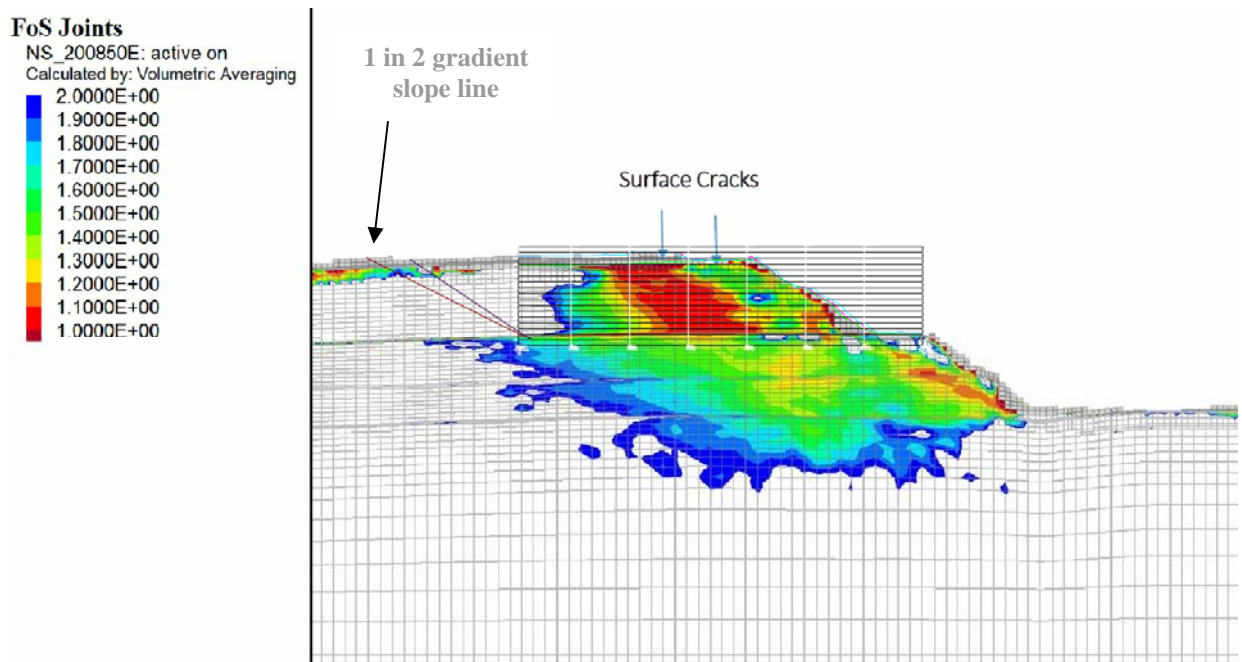 FoS Joints
NS_200850E: active on
Calculated by: Volumetric Averaging
2.0000E+00
1.9000E+00
1.8000E+00
1.7000E+00
1.6000E+00
1.5000E+00
1.4000E+00
1.3000E+00
1.2000E+00
1.1000E+00
1.0000E+00
1 in 2 gradient
slope line
Surface Cracks